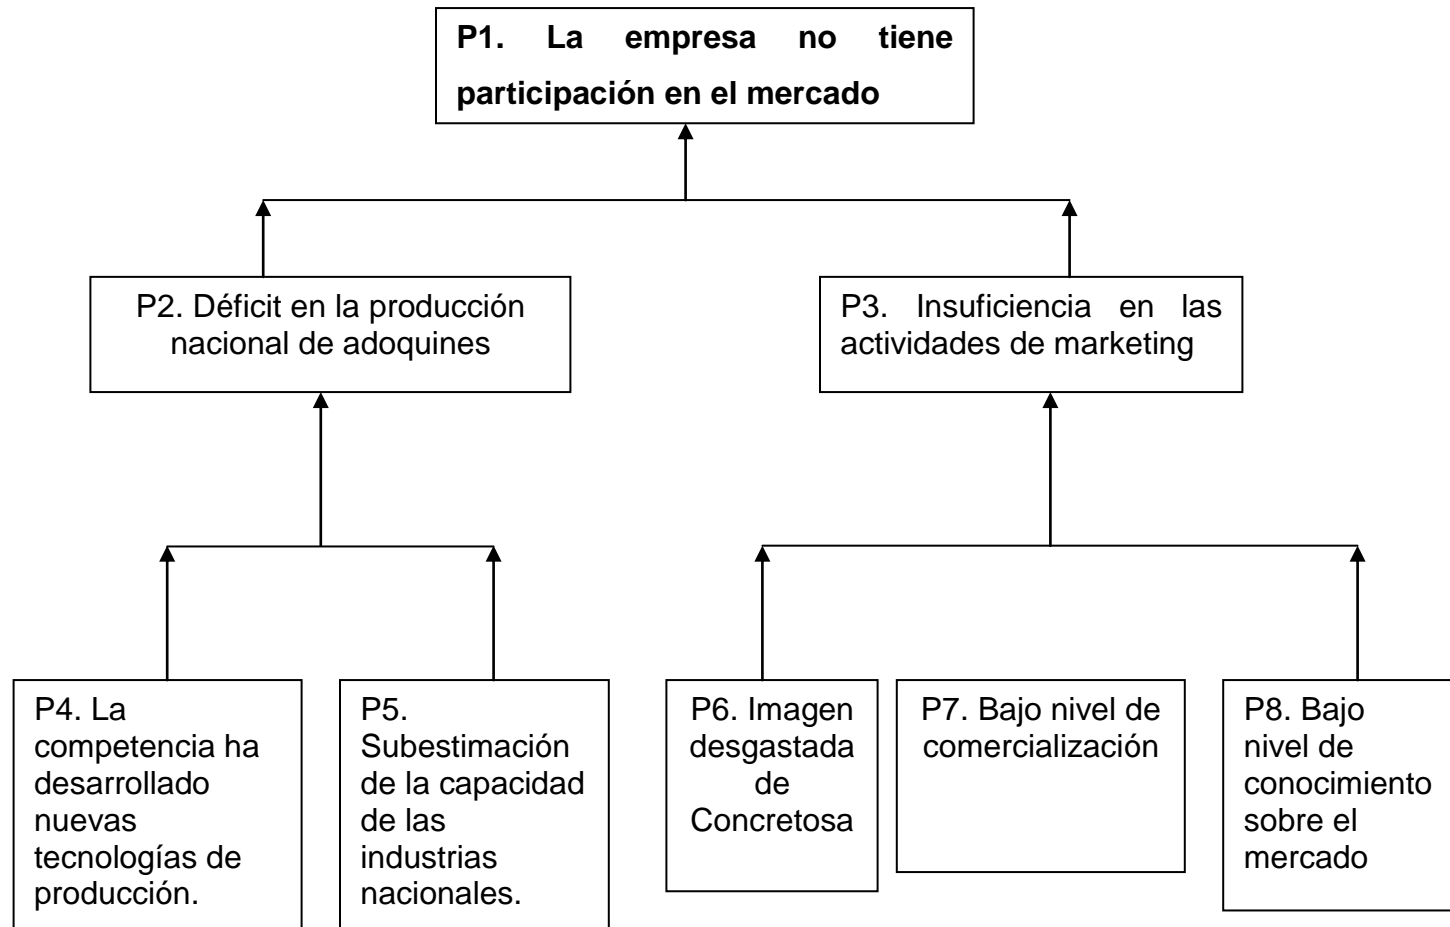 P1. La empresa no tiene
participación en el mercado
P2. Déficit en la producción
nacional de adoquines
P3. Insuficiencia en las
actividades de marketing
P4. La
competencia ha
desarrollado
nuevas
tecnologías de
producción.
P5.
Subestimación
de la capacidad
de las
industrias
nacionales.
P6. Imagen
desgastada
de
Concretosa
P7. Bajo nivel de
comercialización
P8. Bajo
nivel de
conocimiento
sobre el
mercado